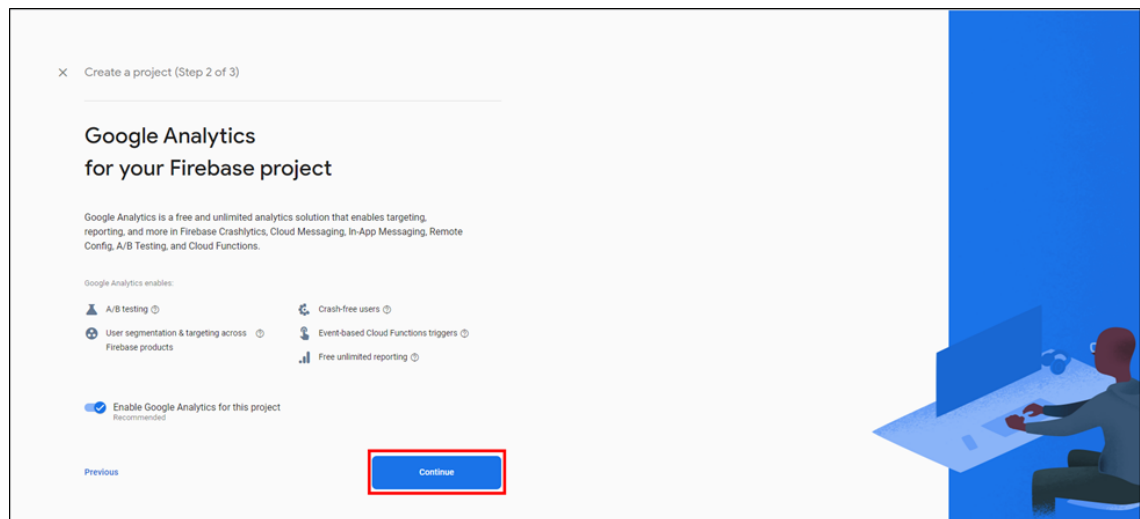 Create a project (Step 2 of 3)
Google Analytics
for your Firebase project
Google Analytics is a free and unlimited analytics solution that enables targeting,
reporting, and more in Firebase Crashlytics, Cloud Messaging, In-App Messaging, Remote
Config, A/B Testing, and Cloud Functions.
Google Analytics enables:
A/B testing
User segmentation & targeting across
Firebase products
Crash-free users
Event-based Cloud Functions triggers
Free unlimited reporting
Enable Google Analytics for this project
Recommended
Previous
Continue